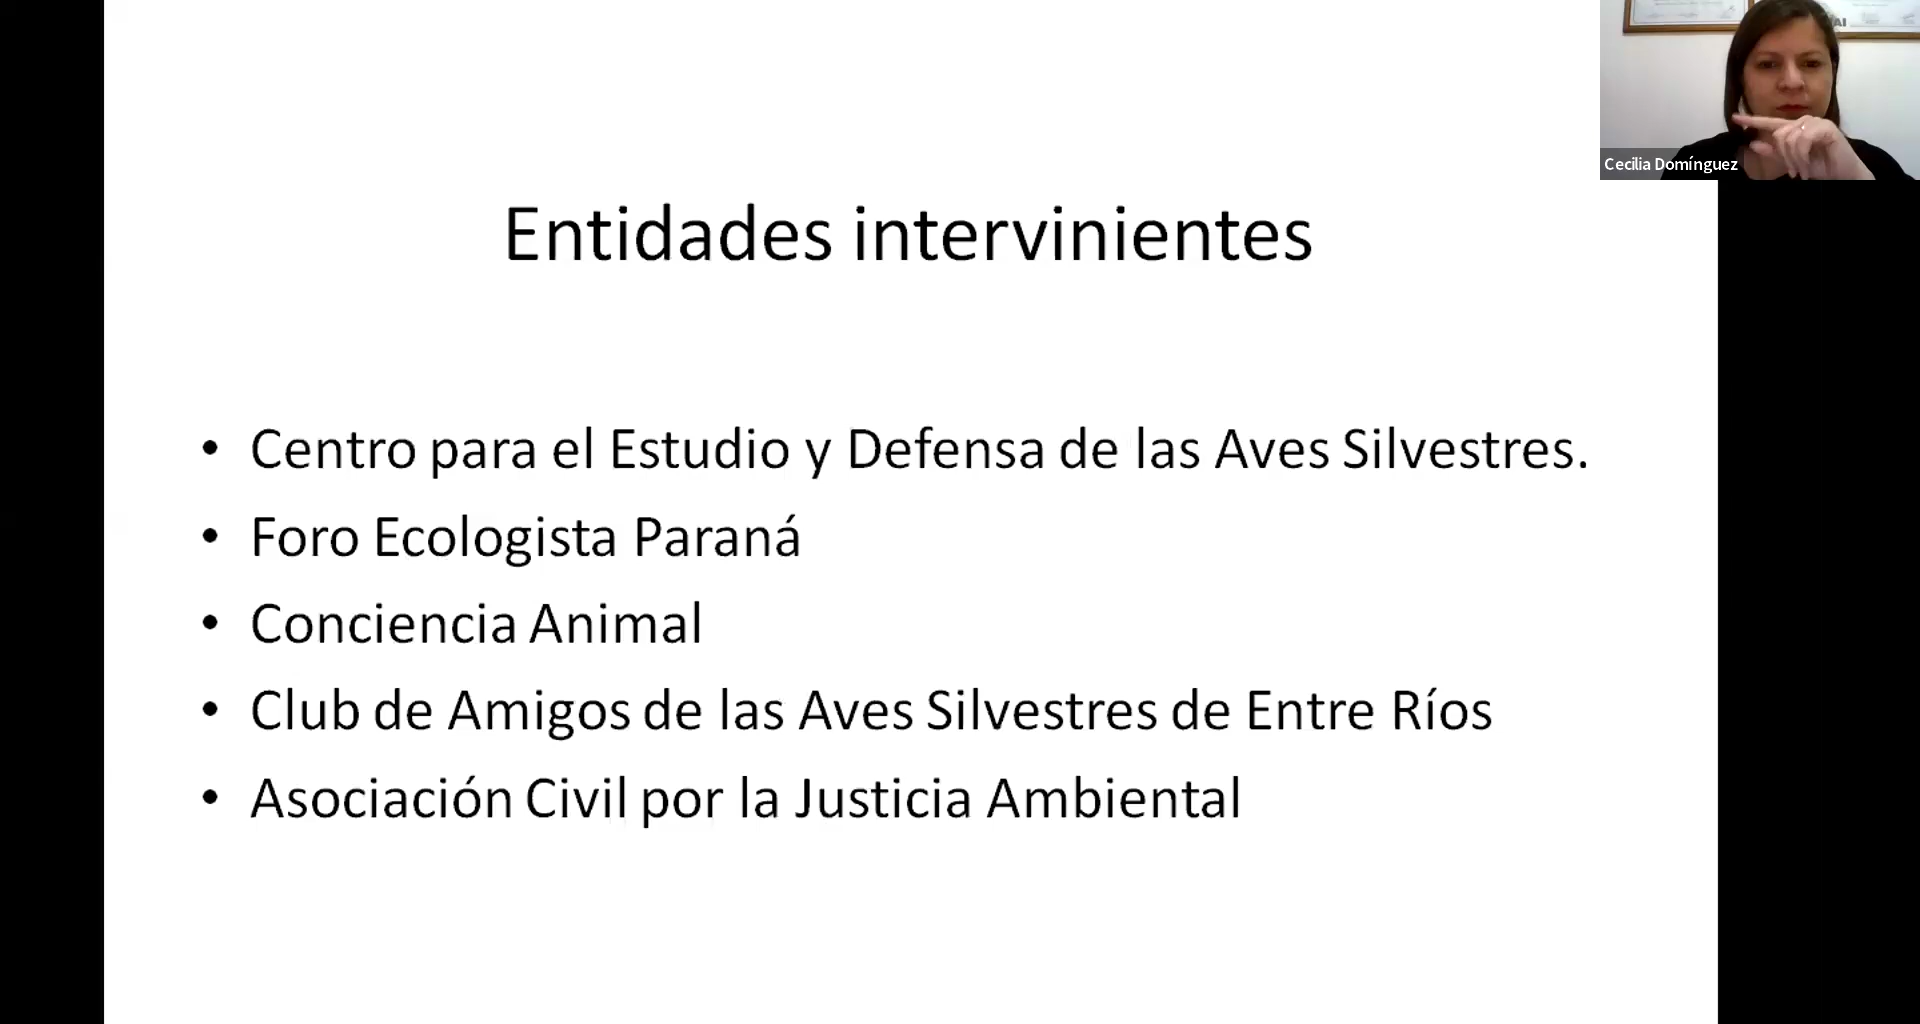 AI
Cecilia Domínguez
Entidades intervinientes
• Centro para el Estudio y Defensa de las Aves Silvestres.
• Foro Ecologista Paraná
• Conciencia Animal
• Club de Amigos de las Aves Silvestres de Entre Ríos
• Asociación Civil por la Justicia Ambiental